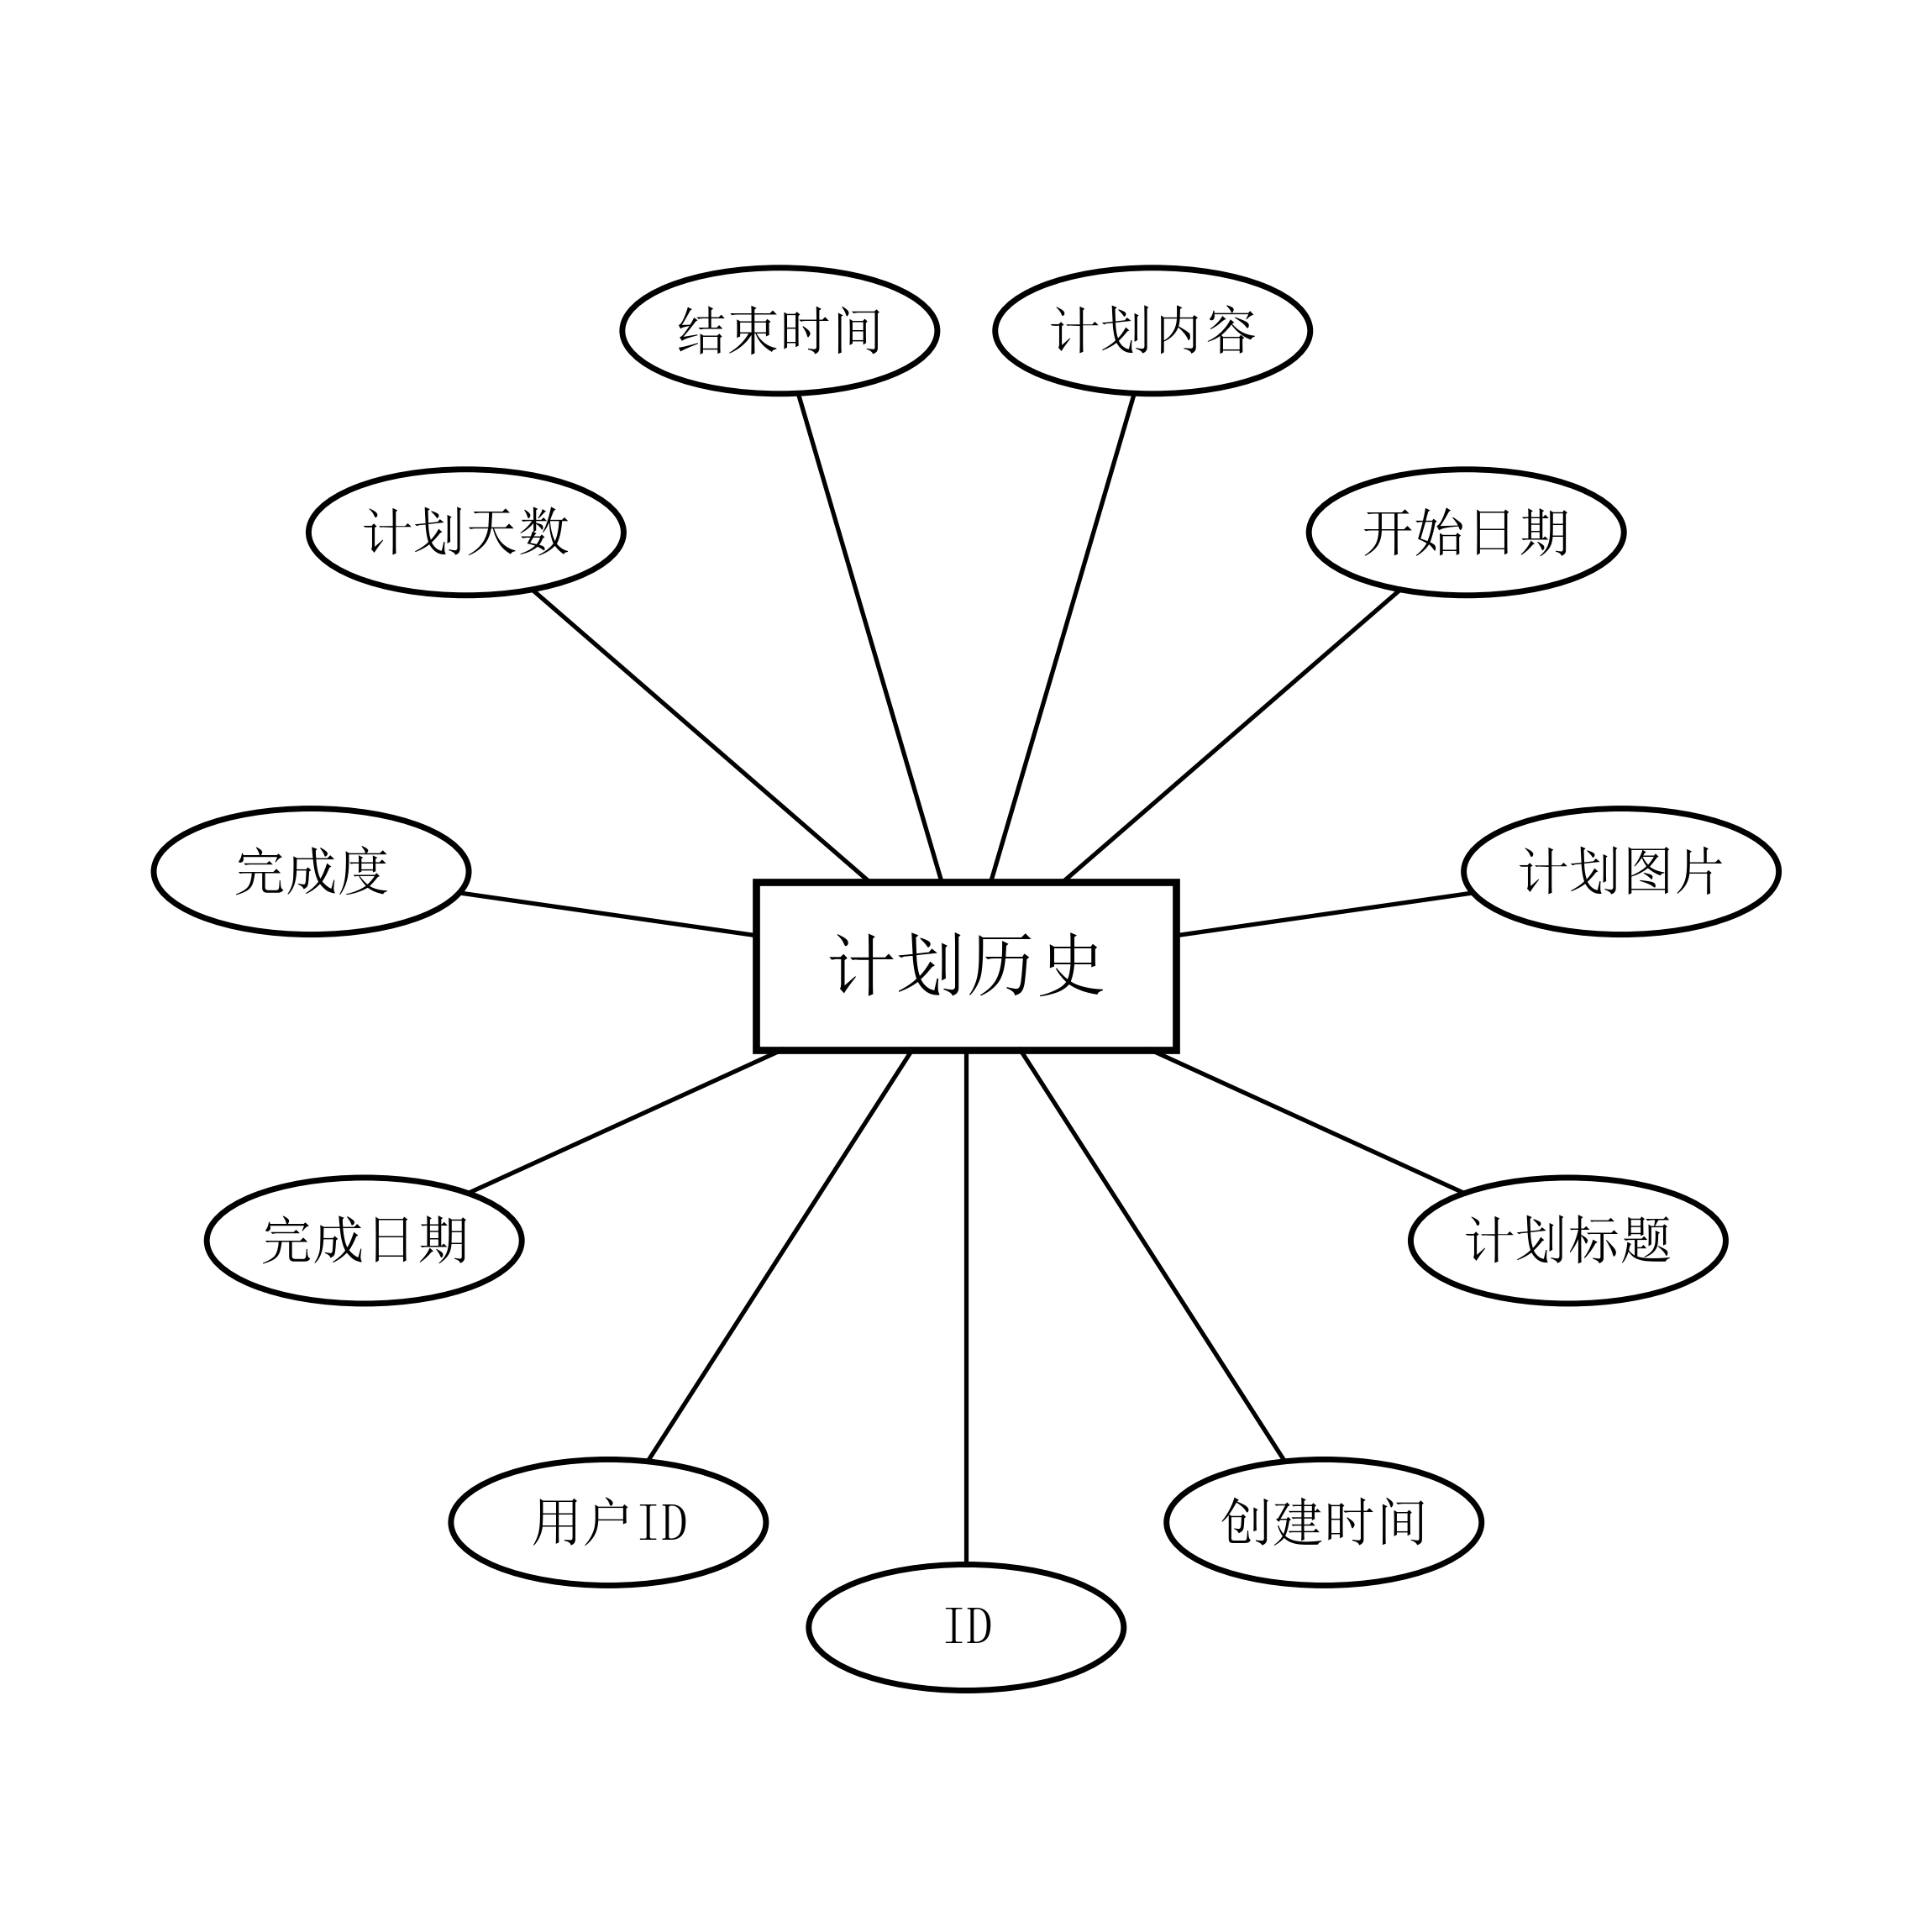 结束时间
计划内容
计划天数
开始日期
完成度
计划图片
计划历史
完成日期
计划标题
用户ID
创建时间
ID